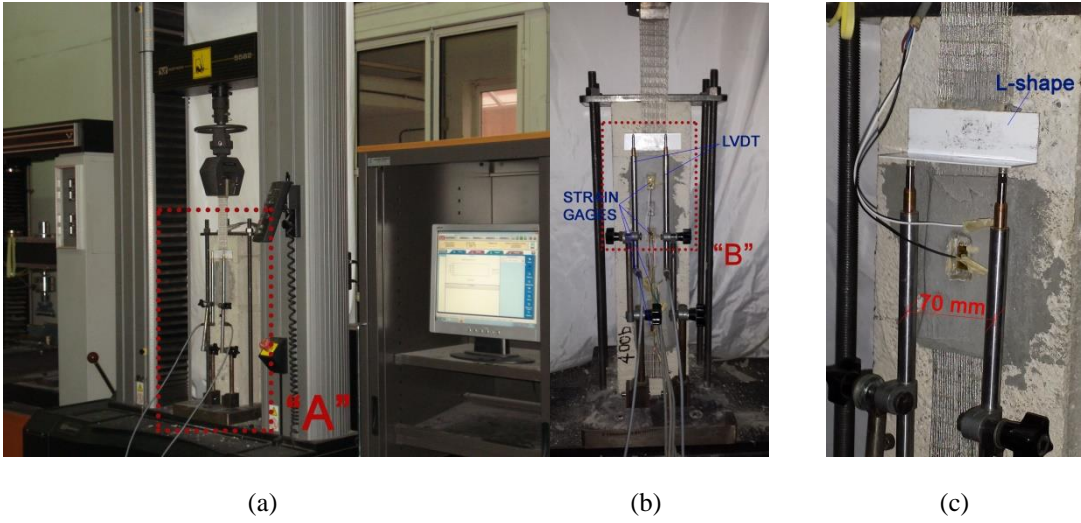 “A”
STRAIN
GAGES
LVDT
“B”
400b
L-shape
70 mm
(a)
(b)
(c)